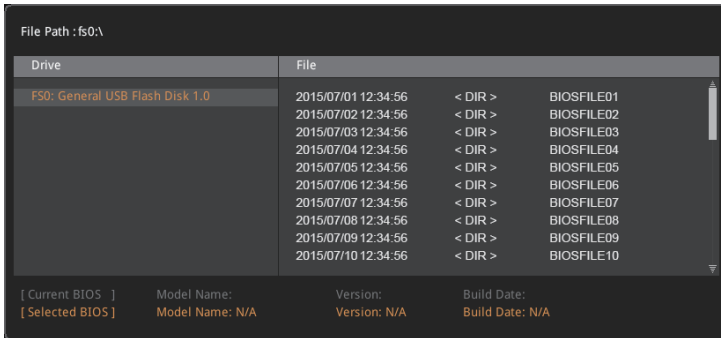 File Path : fs0:\
Drive File
FS0: General USB Flash Disk 1.0
2015/07/01 12:34:56 < DIR > BIOSFILE01
2015/07/02 12:34:56 < DIR > BIOSFILE02
2015/07/03 12:34:56 < DIR > BIOSFILE03
2015/07/04 12:34:56 < DIR > BIOSFILE04
2015/07/05 12:34:56 < DIR > BIOSFILE05
2015/07/06 12:34:56 < DIR > BIOSFILE06
2015/07/07 12:34:56 < DIR > BIOSFILE07
2015/07/08 12:34:56 < DIR > BIOSFILE08
2015/07/09 12:34:56 < DIR > BIOSFILE09
2015/07/10 12:34:56 < DIR > BIOSFILE10
[ Current BIOS ] Model Name: Version: Build Date:
[ Selected BIOS ] Model Name: N/A Version: N/A Build Date: N/A